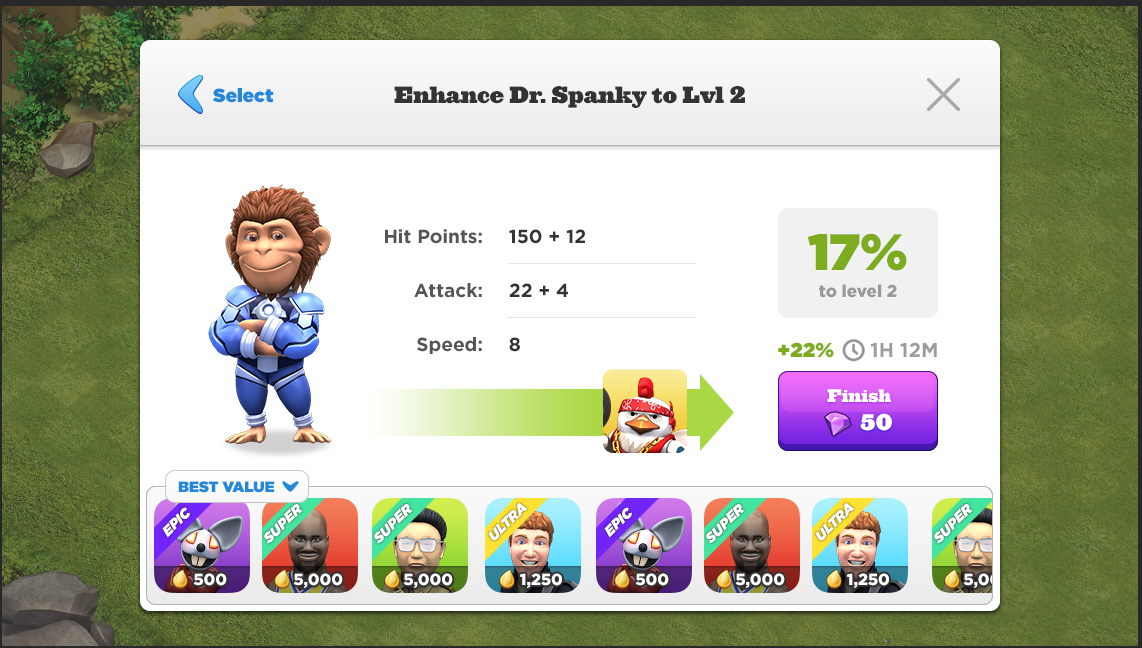 Select
Enhance Dr. Spanky to Lvl 2
Hit Points: 150 + 12
Attack: 22 + 4
Speed: 8
17%
to level 2
+22% 1H 12M
Finish
50
BEST VALUE
EPIC
500
SUPER
5,000
SUPER
5,000
ULTRA
1,250
EPIC
500
SUPER
5,000
ULTRA
1,250
SUPER
5,00